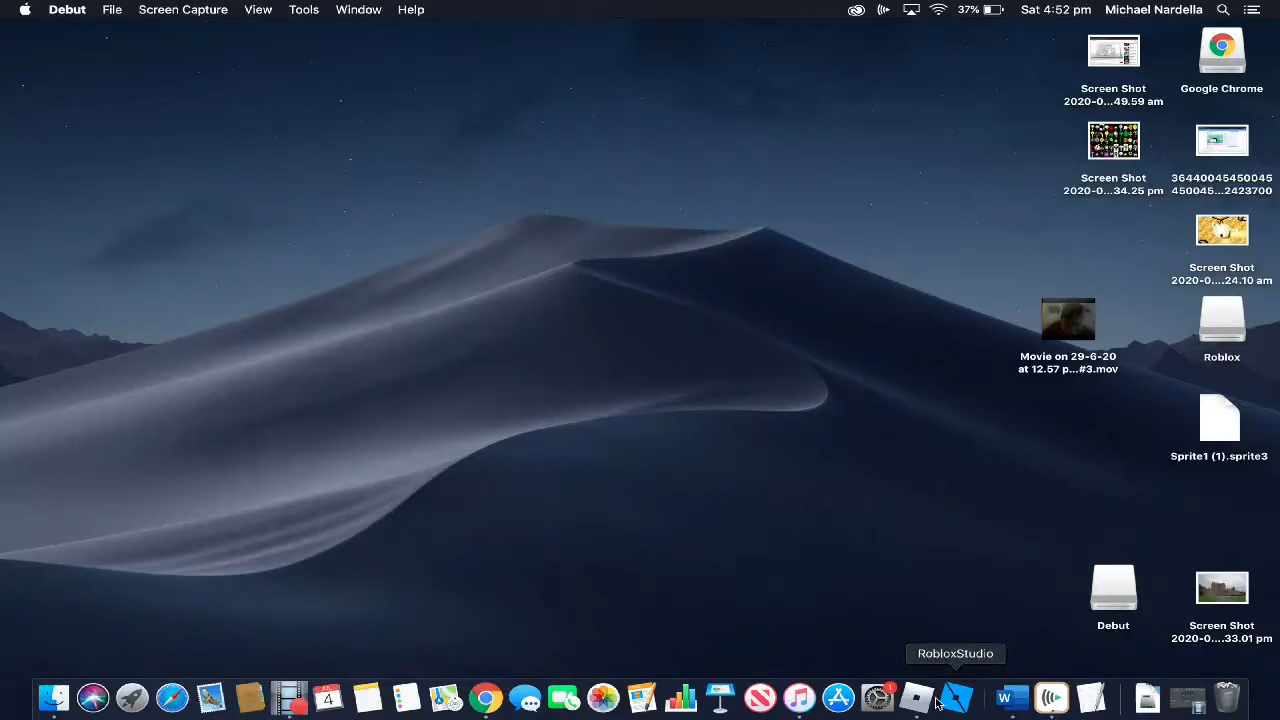 Debut File Screen Capture View Tools Window Help 37% Sat 4:52 pm Michael Nardella
Screen Shot
2020-0...49.59 am
Google Chrome
Screen Shot
2020-0...34.25 pm
36440045450045
450045...2423700
Screen Shot
2020-0....24.10 am
Movie on 29-6-20
at 12.57 p...#3.mov
Roblox
Sprite1 (1).sprite3
Debut
Screen Shot
2020-0....33.01 pm
RobloxStudio
1